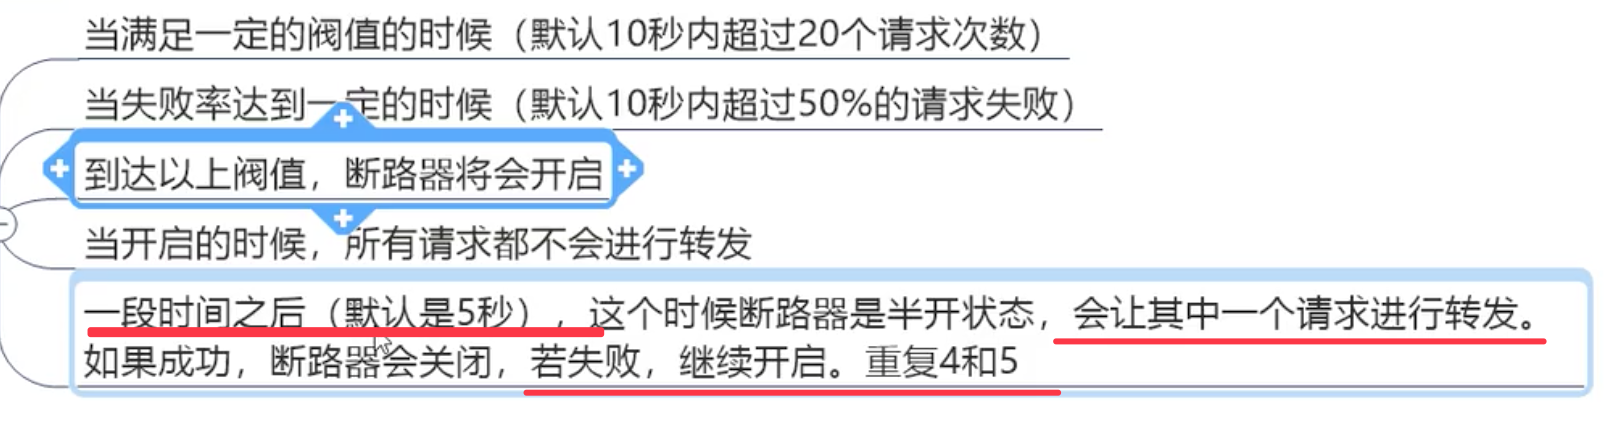 当满足一定的阀值的时候（默认10秒内超过20个请求次数）
当失败率达到一定的时候（默认10秒内超过50%的请求失败）
到达以上阀值，断路器将会开启
当开启的时候，所有请求都不会进行转发
一段时间之后（默认是5秒），这个时候断路器是半开状态，会让其中一个请求进行转发。
如果成功，断路器会关闭，若失败，继续开启。重复4和5